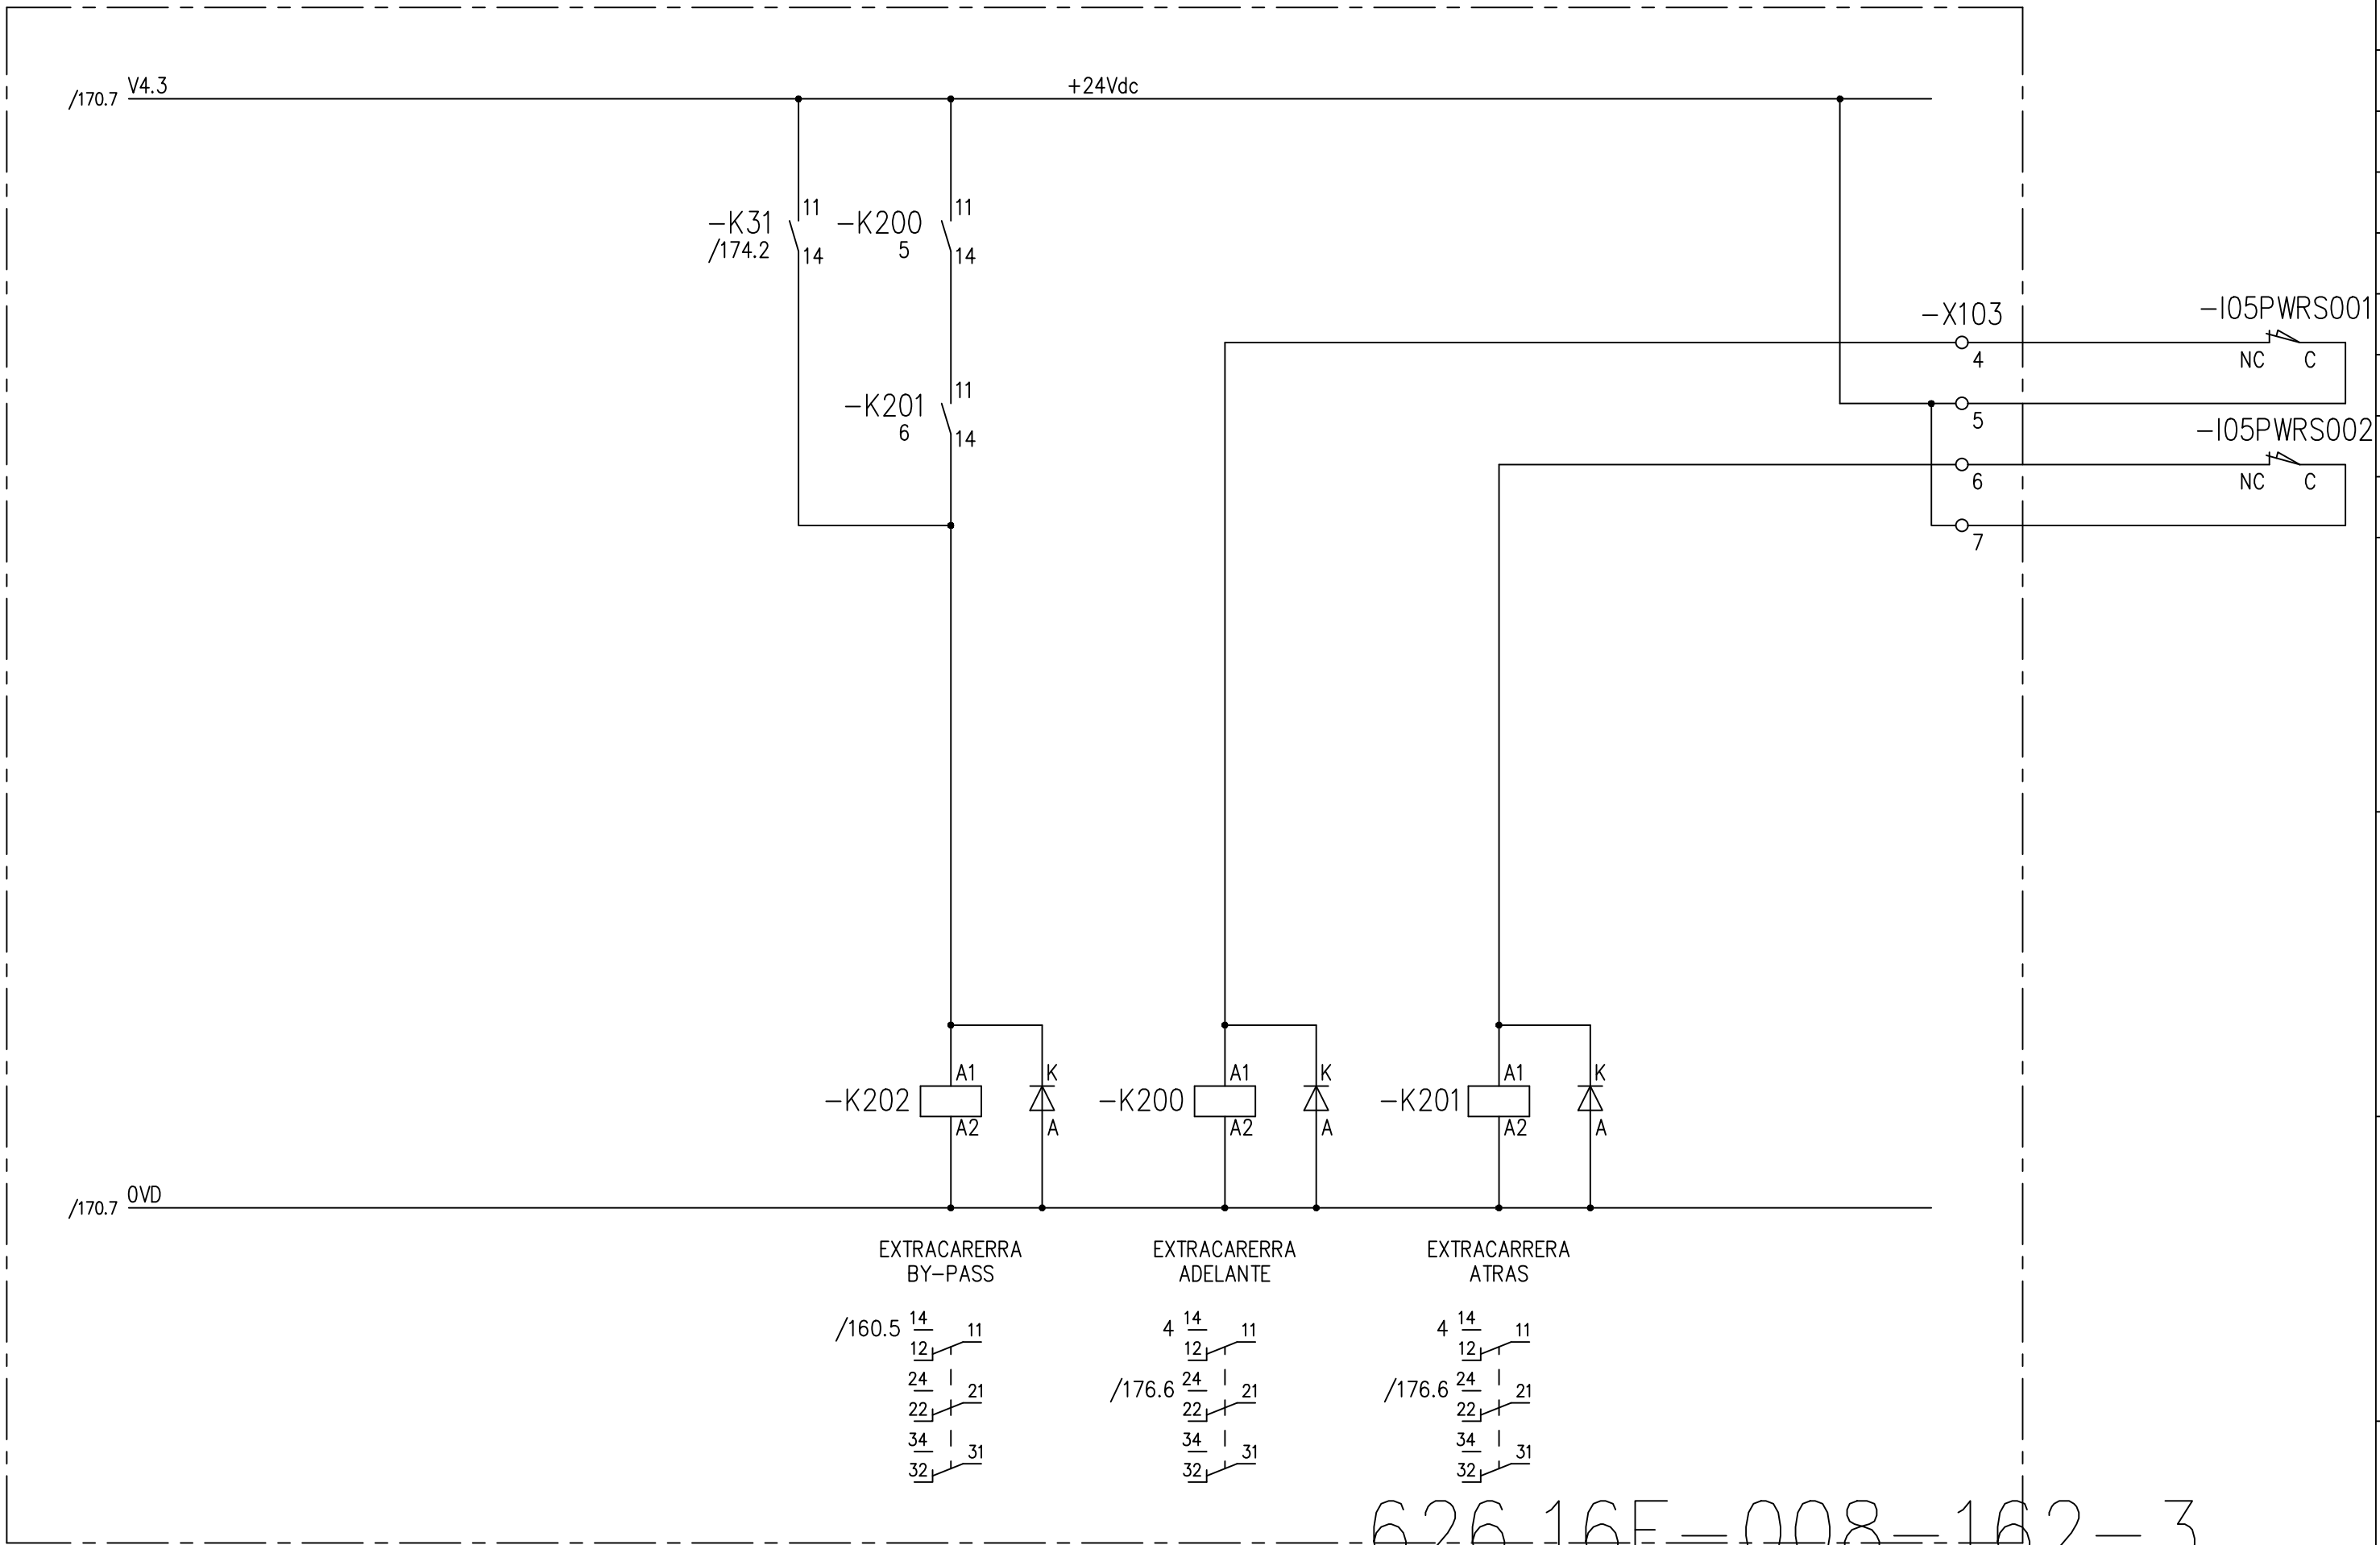 V4.3
/170.7
+24Vdc
-K31
/174.2
11
14
-K200
5
11
14
-K201
6
11
14
-X103
4
5
6
7
-I05PWRS001
NC C
-I05PWRS002
NC C
-K202
A1
A2
K
A
-K200
A1
A2
K
A
-K201
A1
A2
K
A
0VD
/170.7
EXTRACARERRA
BY-PASS
EXTRACARERRA
ADELANTE
EXTRACARRERA
ATRAS
/160.5 14 11
12
24 21
22
34 31
32
4 14 11
12
/176.6 24 21
22
34 31
32
4 14 11
12
/176.6 24 21
22
34 31
32